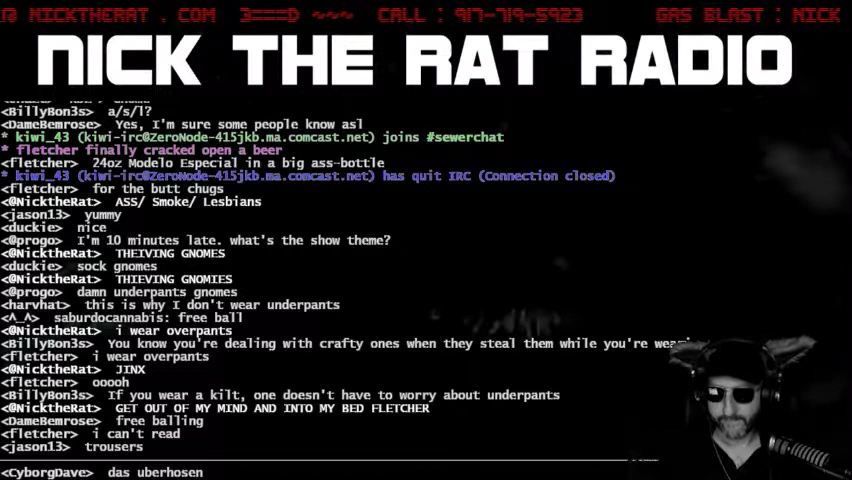 @ NICKTHERAT . COM 3===D ~~~ CALL : 917-719-5923 GAS BLAST : NICK
NICK THE RAT RADIO
<BillyBon3s> a/s/l?
<DameBemrose> Yes, I'm sure some people know asl
* kiwi_43 (kiwi-irc@ZeroNode-415jkb.ma.comcast.net) joins #sewerchat
* fletcher finally cracked open a beer
<fletcher> 24oz Modelo Especial in a big ass-bottle
* kiwi_43 (kiwi-irc@ZeroNode-415jkb.ma.comcast.net) has quit IRC (Connection closed)
<fletcher> for the butt chugs
<@NicktheRat> ASS/ Smoke/ Lesbians
<jason13> yummy
<duckie> nice
<@progo> I'm 10 minutes late. what's the show theme?
<@NicktheRat> THEIVING GNOMES
<duckie> sock gnomes
<@NicktheRat> THIEVING GNOMIES
<@progo> damn underpants gnomes
<harvhat> this is why I don't wear underpants
<^_^> saburdocannabis: free ball
<@NicktheRat> i wear overpants
<BillyBon3s> You know you're dealing with crafty ones when they steal them while you're
<fletcher> i wear overpants
<@NicktheRat> JINX
<fletcher> ooooh
<BillyBon3s> If you wear a kilt, one doesn't have to worry about underpants
<@NicktheRat> GET OUT OF MY MIND AND INTO MY BED FLETCHER
<DameBemrose> free balling
<fletcher> i can't read
<jason13> trousers
<CyborgDave> das uberhosen